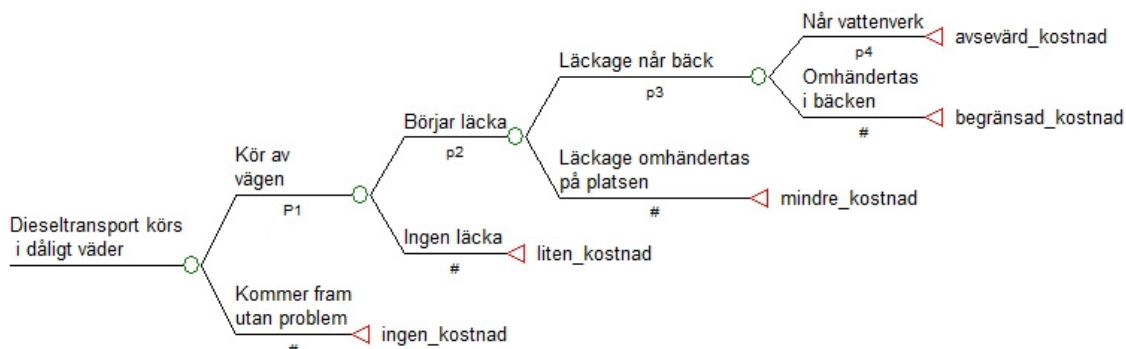 Når vattenverk
p4
avsevärd_kostnad
Läckage når bäck
p3
Omhändertas
i bäcken
#
begränsad_kostnad
Börjar läcka
p2
Läckage omhändertas
på platsen
#
mindre_kostnad
Kör av
vägen
P1
Ingen läcka
#
liten_kostnad
Dieseltransport körs
i dåligt väder
Kommer fram
utan problem
#
ingen_kostnad